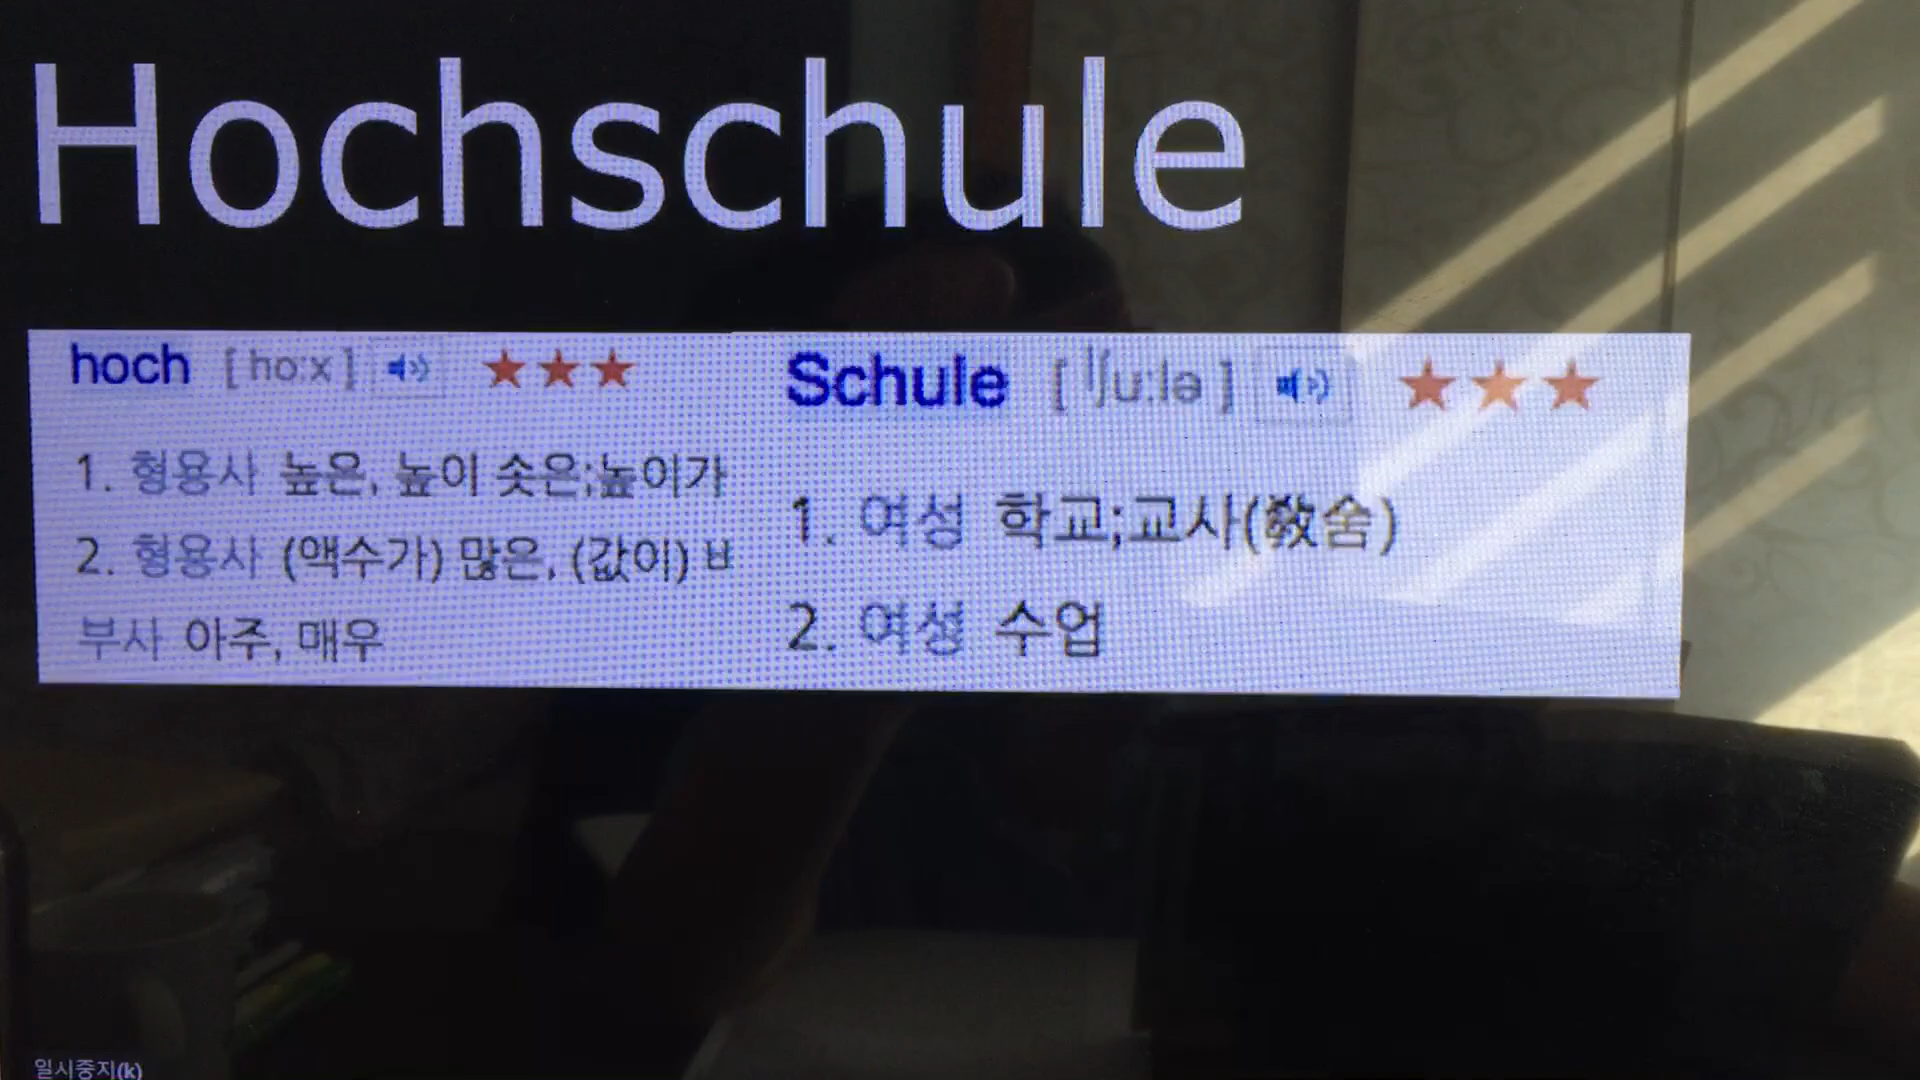 Hochschule
hoch [ho:x] ★★★
1. 형용사 높은, 높이 솟은;높이가
2. 형용사 (액수가) 많은, (값이)
부사 아주, 매우
Schule [ˈʃu:lə] ★★★
1. 여성 학교;교사(敎舍)
2. 여성 수업
일시중지(k)